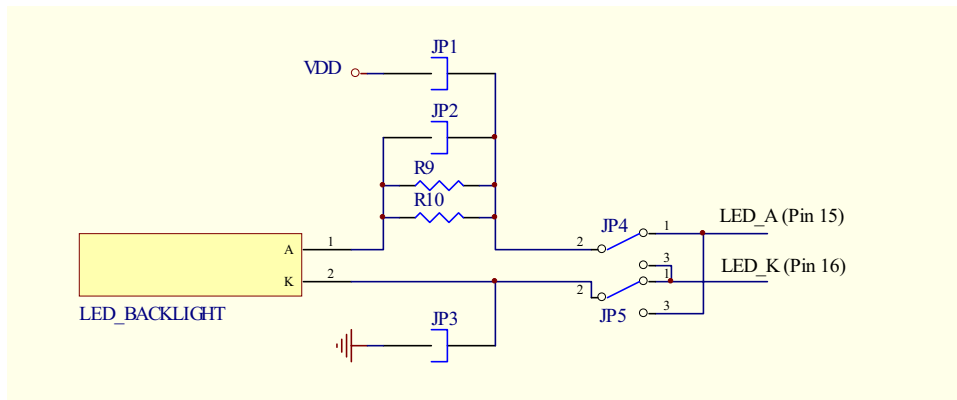 JP1
VDD
JP2
R9
R10
JP4
1
LED_A (Pin 15)
2
A
1
3
LED_K (Pin 16)
1
K
2
2
LED_BACKLIGHT
JP3
JP5
3